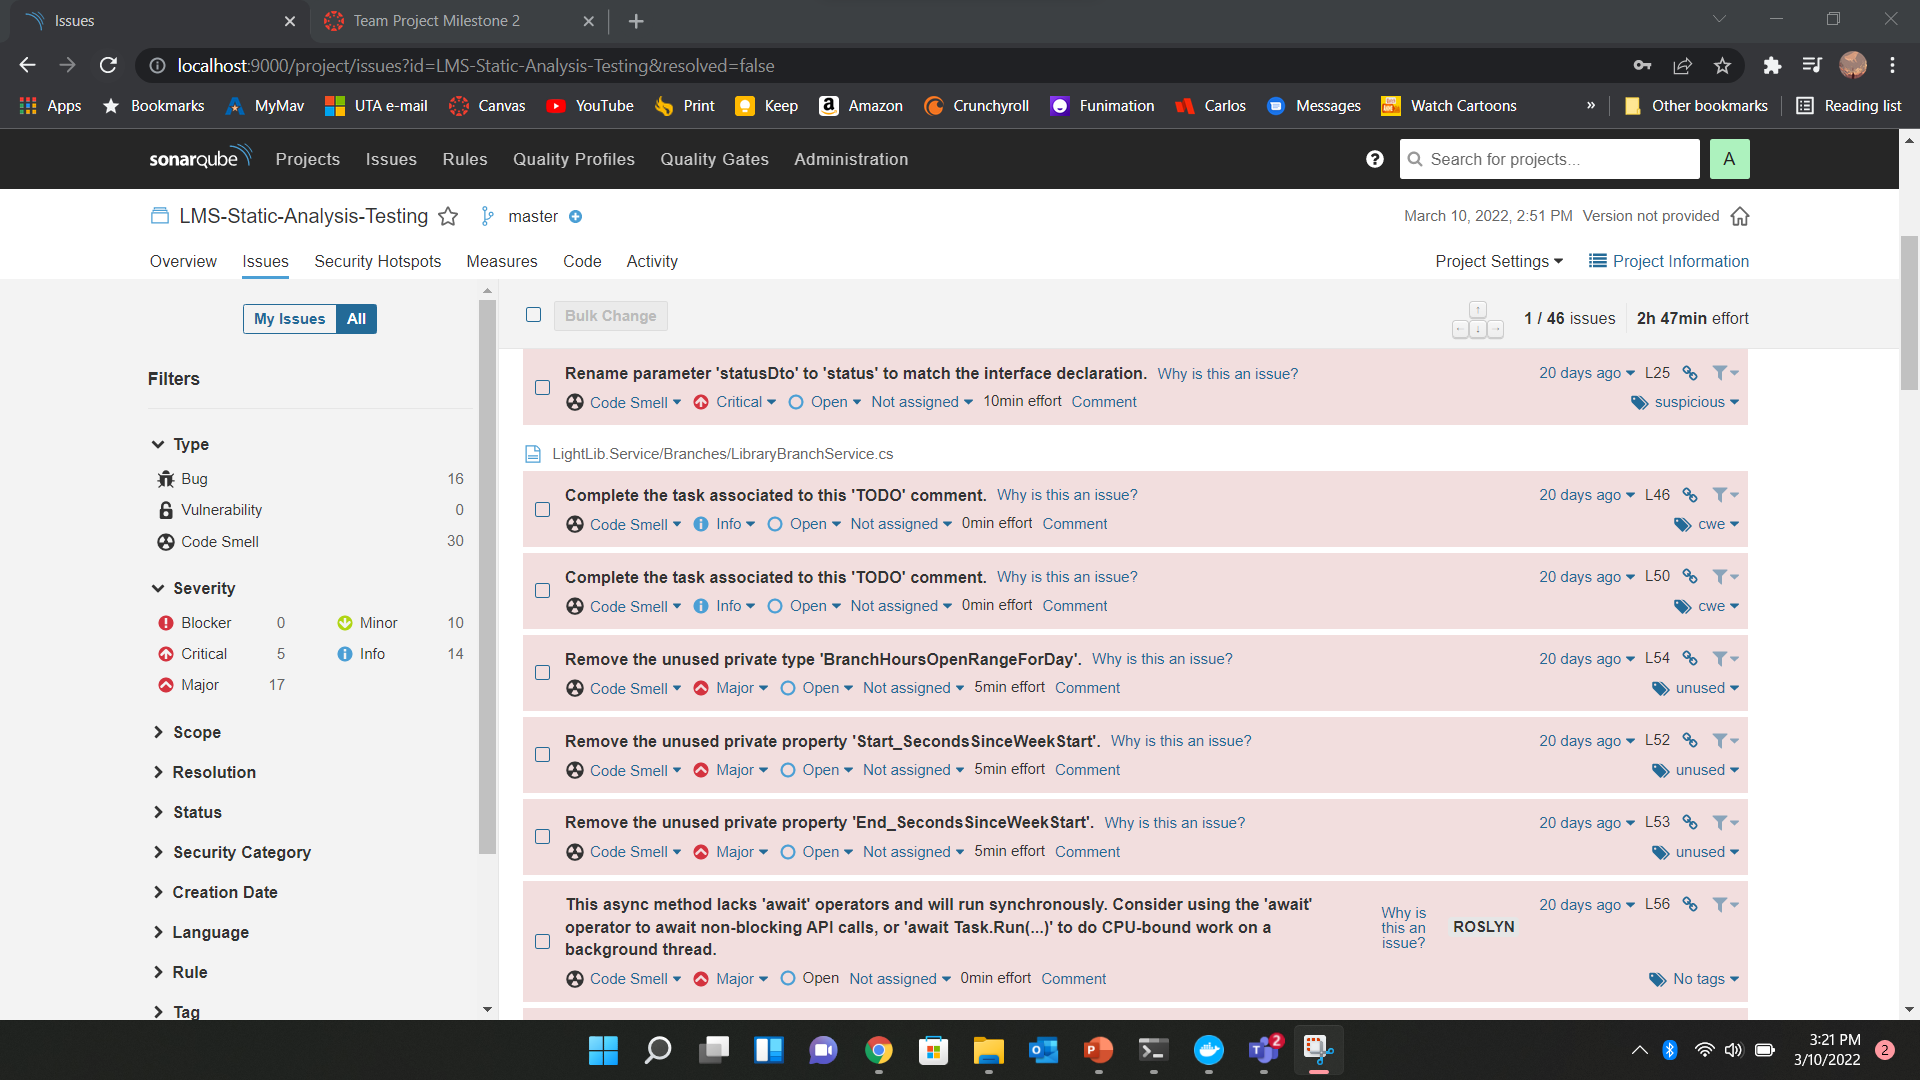 Issues
Team Project Milestone 2
localhost:9000/project/issues?id=LMS-Static-Analysis-Testing&resolved=false
Apps Bookmarks MyMav UTA e-mail Canvas YouTube Print Keep Amazon Crunchyroll Funimation Carlos Messages Watch Cartoons » Other bookmarks Reading list
sonarqube Projects Issues Rules Quality Profiles Quality Gates Administration Search for projects... A
LMS-Static-Analysis-Testing master March 10, 2022, 2:51 PM Version not provided
Overview Issues Security Hotspots Measures Code Activity Project Settings Project Information
My Issues All
Filters
Type
Bug 16
Vulnerability 0
Code Smell 30
Severity
Blocker 0 Minor 10
Critical 5 Info 14
Major 17
Scope
Resolution
Status
Security Category
Creation Date
Language
Rule
Tag
Bulk Change 1 / 46 issues 2h 47min effort
Rename parameter 'statusDto' to 'status' to match the interface declaration. Why is this an issue? 20 days ago L25
Code Smell Critical Open Not assigned 10min effort Comment suspicious
LightLib.Service/Branches/LibraryBranchService.cs
Complete the task associated to this 'TODO' comment. Why is this an issue? 20 days ago L46
Code Smell Info Open Not assigned 0min effort Comment cwe
Complete the task associated to this 'TODO' comment. Why is this an issue? 20 days ago L50
Code Smell Info Open Not assigned 0min effort Comment cwe
Remove the unused private type 'BranchHoursOpenRangeForDay'. Why is this an issue? 20 days ago L54
Code Smell Major Open Not assigned 5min effort Comment unused
Remove the unused private property 'Start_SecondsSinceWeekStart'. Why is this an issue? 20 days ago L52
Code Smell Major Open Not assigned 5min effort Comment unused
Remove the unused private property 'End_SecondsSinceWeekStart'. Why is this an issue? 20 days ago L53
Code Smell Major Open Not assigned 5min effort Comment unused
This async method lacks 'await' operators and will run synchronously. Consider using the 'await'
operator to await non-blocking API calls, or 'await Task.Run(...)' to do CPU-bound work on a
background thread.
Why is
this an
issue?
ROSLYN
20 days ago L56
Code Smell Major Open Not assigned 0min effort Comment No tags
2
3:21 PM
3/10/2022
2